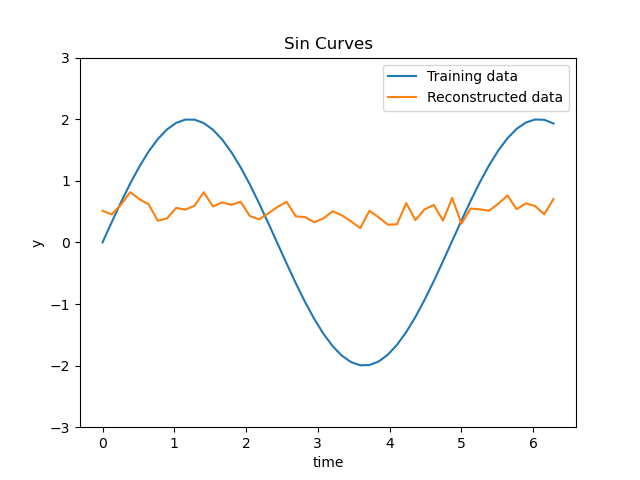 Sin Curves
Training data
Reconstructed data
3
2
1
0
−1
−2
−3
y
0 1 2 3 4 5 6
time